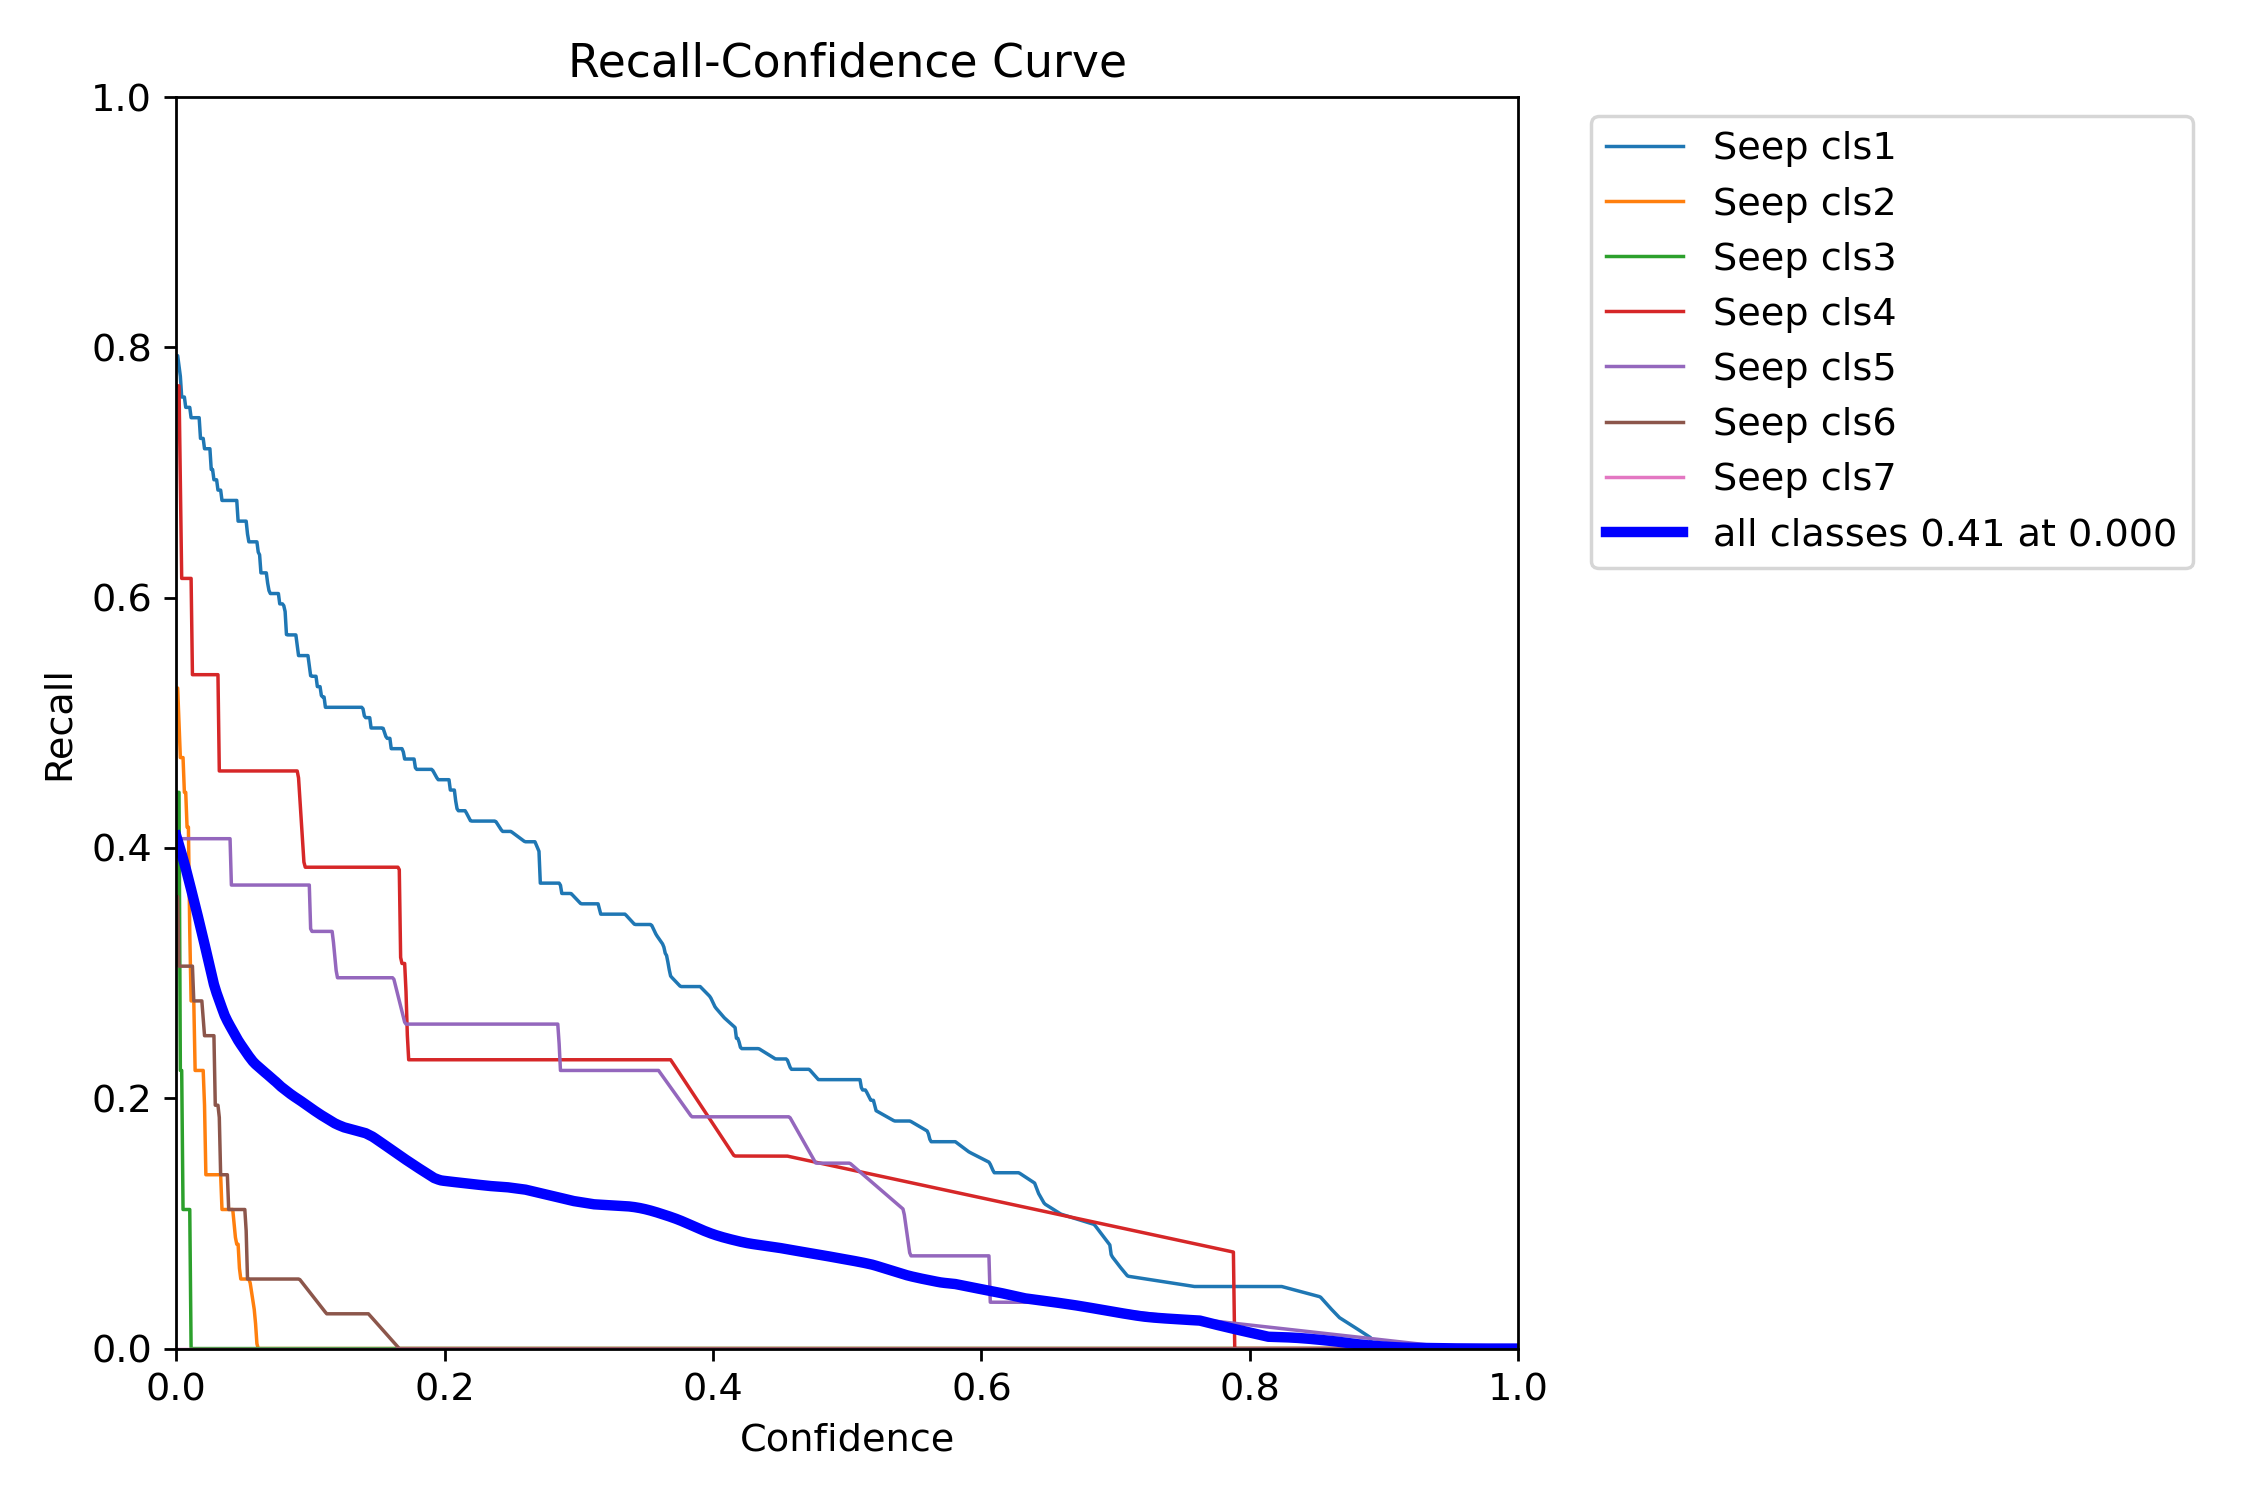 Recall-Confidence Curve
1.0
0.8
0.6
0.4
0.2
0.0
Recall
0.0 0.2 0.4 0.6 0.8 1.0
Confidence
Seep cls1
Seep cls2
Seep cls3
Seep cls4
Seep cls5
Seep cls6
Seep cls7
all classes 0.41 at 0.000